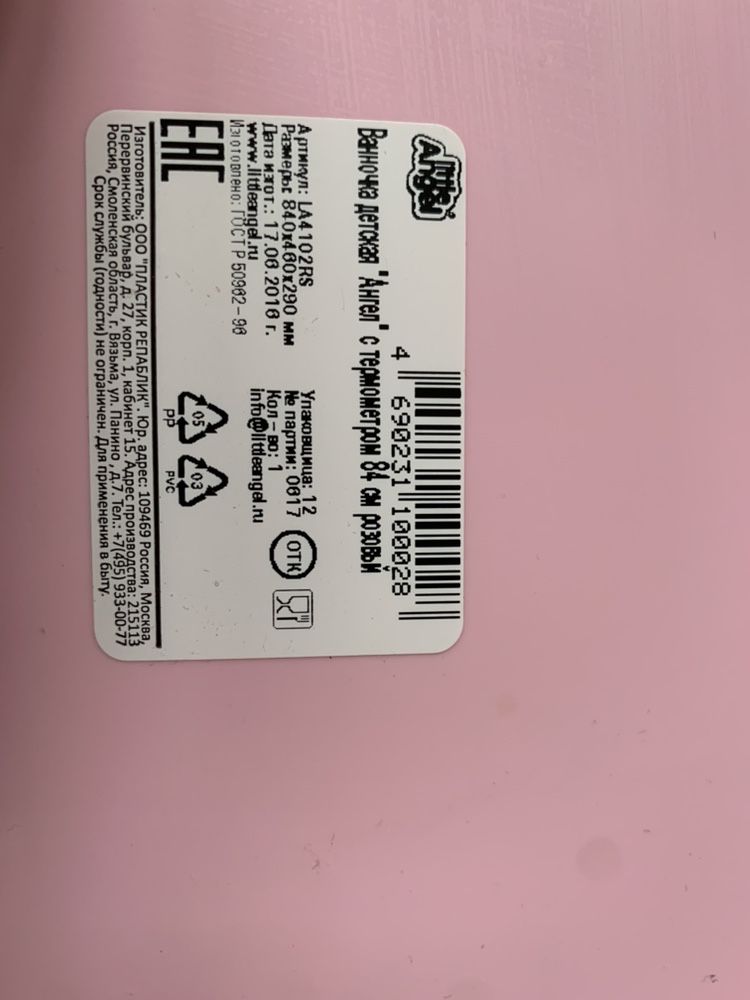 little Angel
4 690231 100028
Ванночка детская "Ангел" с термометром 84 см розовый
Артикул: LA4102RS
Размеры: 840х460х290 мм
Дата изгот.: 17.06.2016 г.
www.littleangel.ru
Изготовлено: ГОСТ Р 50962-96
Упаковщица: 12
№ партии: 0617
Кол-во: 1
info@littleangel.ru
ОТК
EAC
05
PP
03
PVC
Изготовитель: ООО "ПЛАСТИК РЕПАБЛИК". Юр. адрес: 109469 Россия, Москва,
Перервинский бульвар, д. 27, корп. 1, кабинет 15. Адрес производства: 215113
Россия, Смоленская область, г. Вязьма, ул. Панино, д.7. Тел.: +7(495) 933-00-77
Срок службы (годности) не ограничен. Для применения в быту.